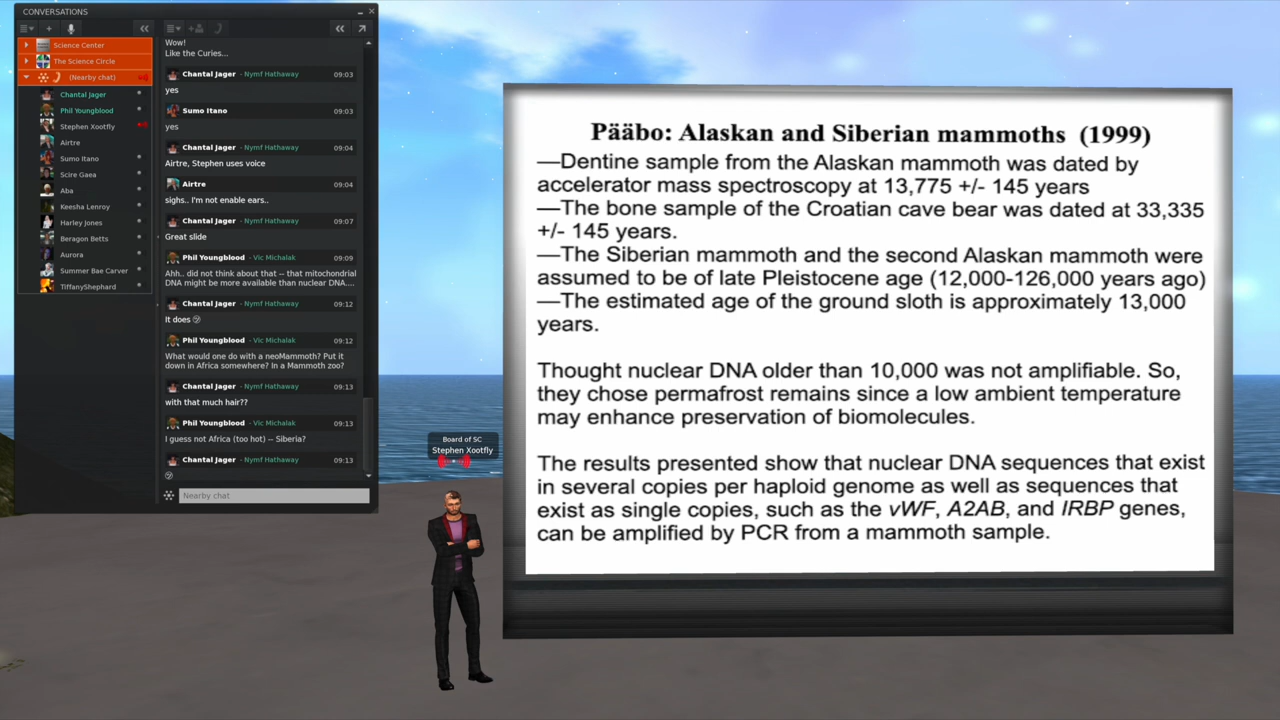 CONVERSATIONS
Science Center
The Science Circle
(Nearby chat)
Chantal Jager
Phil Youngblood
Stephen Xootfly
Airtre
Sumo Itano
Scire Gaea
Aba
Keesha Lenroy
Harley Jones
Beragon Betts
Aurora
Summer Bae Carver
TiffanyShephard
Wow!
Like the Curies...
Chantal Jager - Nymf Hathaway 09:03
yes
Sumo Itano 09:03
yes
Chantal Jager - Nymf Hathaway 09:04
Airtre, Stephen uses voice
Airtre 09:04
sighs.. I'm not enable ears..
Chantal Jager - Nymf Hathaway 09:07
Great slide
Phil Youngblood - Vic Michalak 09:09
Ahh.. did not think about that -- that mitochondrial
DNA might be more available than nuclear DNA....
Chantal Jager - Nymf Hathaway 09:12
It does
Phil Youngblood - Vic Michalak 09:12
What would one do with a neoMammoth? Put it
down in Africa somewhere? In a Mammoth zoo?
Chantal Jager - Nymf Hathaway 09:13
with that much hair??
Phil Youngblood - Vic Michalak 09:13
I guess not Africa (too hot) -- Siberia?
Chantal Jager - Nymf Hathaway 09:13
Nearby chat
Board of SC
Stephen Xootfly
Pääbo: Alaskan and Siberian mammoths (1999)
—Dentine sample from the Alaskan mammoth was dated by
accelerator mass spectroscopy at 13,775 +/- 145 years
—The bone sample of the Croatian cave bear was dated at 33,335
+/- 145 years.
—The Siberian mammoth and the second Alaskan mammoth were
assumed to be of late Pleistocene age (12,000-126,000 years ago)
—The estimated age of the ground sloth is approximately 13,000
years.
Thought nuclear DNA older than 10,000 was not amplifiable. So,
they chose permafrost remains since a low ambient temperature
may enhance preservation of biomolecules.
The results presented show that nuclear DNA sequences that exist
in several copies per haploid genome as well as sequences that
exist as single copies, such as the vWF, A2AB, and IRBP genes,
can be amplified by PCR from a mammoth sample.